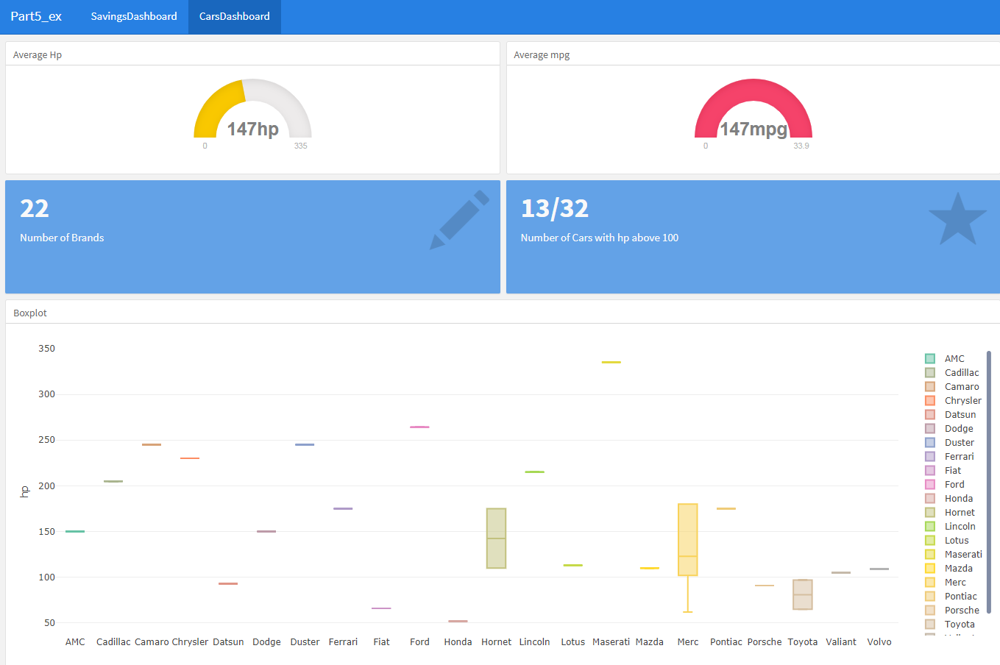 Part5_ex SavingsDashboard CarsDashboard
Average Hp
147hp
0 335
Average mpg
147mpg
0 33.9
22
Number of Brands
13/32
Number of Cars with hp above 100
Boxplot
350
300
250
200
150
100
50
hp
AMC Cadillac Camaro Chrysler Datsun Dodge Duster Ferrari Fiat Ford Honda Hornet Lincoln Lotus Maserati Mazda Merc Pontiac Porsche Toyota Valiant Volvo
AMC
Cadillac
Camaro
Chrysler
Datsun
Dodge
Duster
Ferrari
Fiat
Ford
Honda
Hornet
Lincoln
Lotus
Maserati
Mazda
Merc
Pontiac
Porsche
Toyota